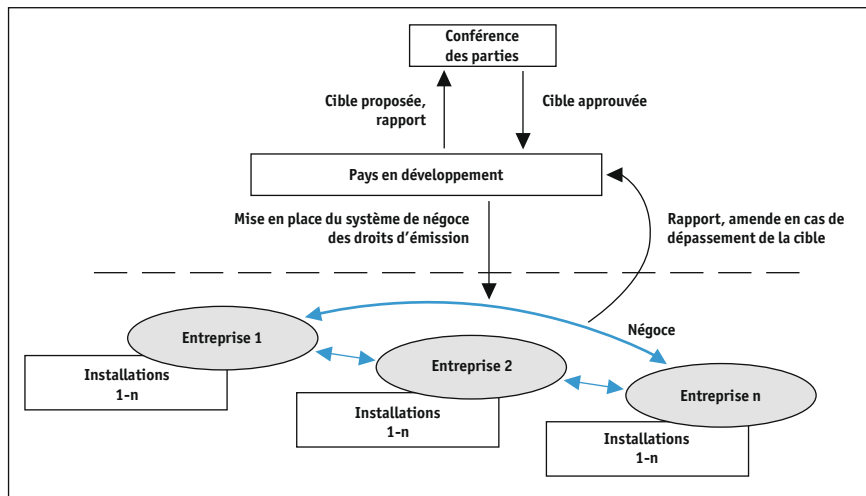 Conférence
des parties
Cible proposée,
rapport
Cible approuvée
Pays en développement
Mise en place du système de négoce
des droits d'émission
Rapport, amende en cas de
dépassement de la cible
Négoce
Entreprise 1
Entreprise 2
Entreprise n
Installations
1-n
Installations
1-n
Installations
1-n